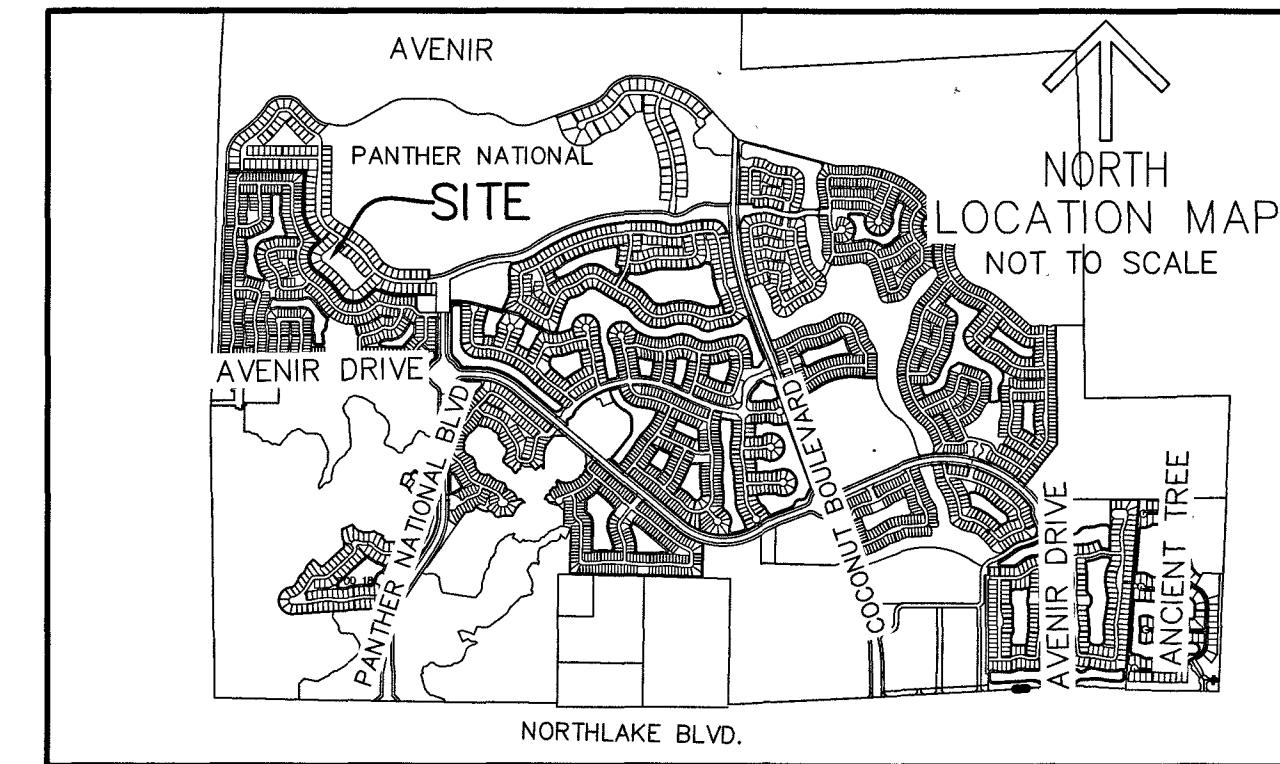 AVENIR
PANTHER NATIONAL
SITE
NORTH
LOCATION MAP
NOT TO SCALE
AVENIR DRIVE
PANTHER NATIONAL BLVD
COCONUT BOULEVARD
AVENIR DRIVE
ANCIENT TREE
NORTHLAKE BLVD.